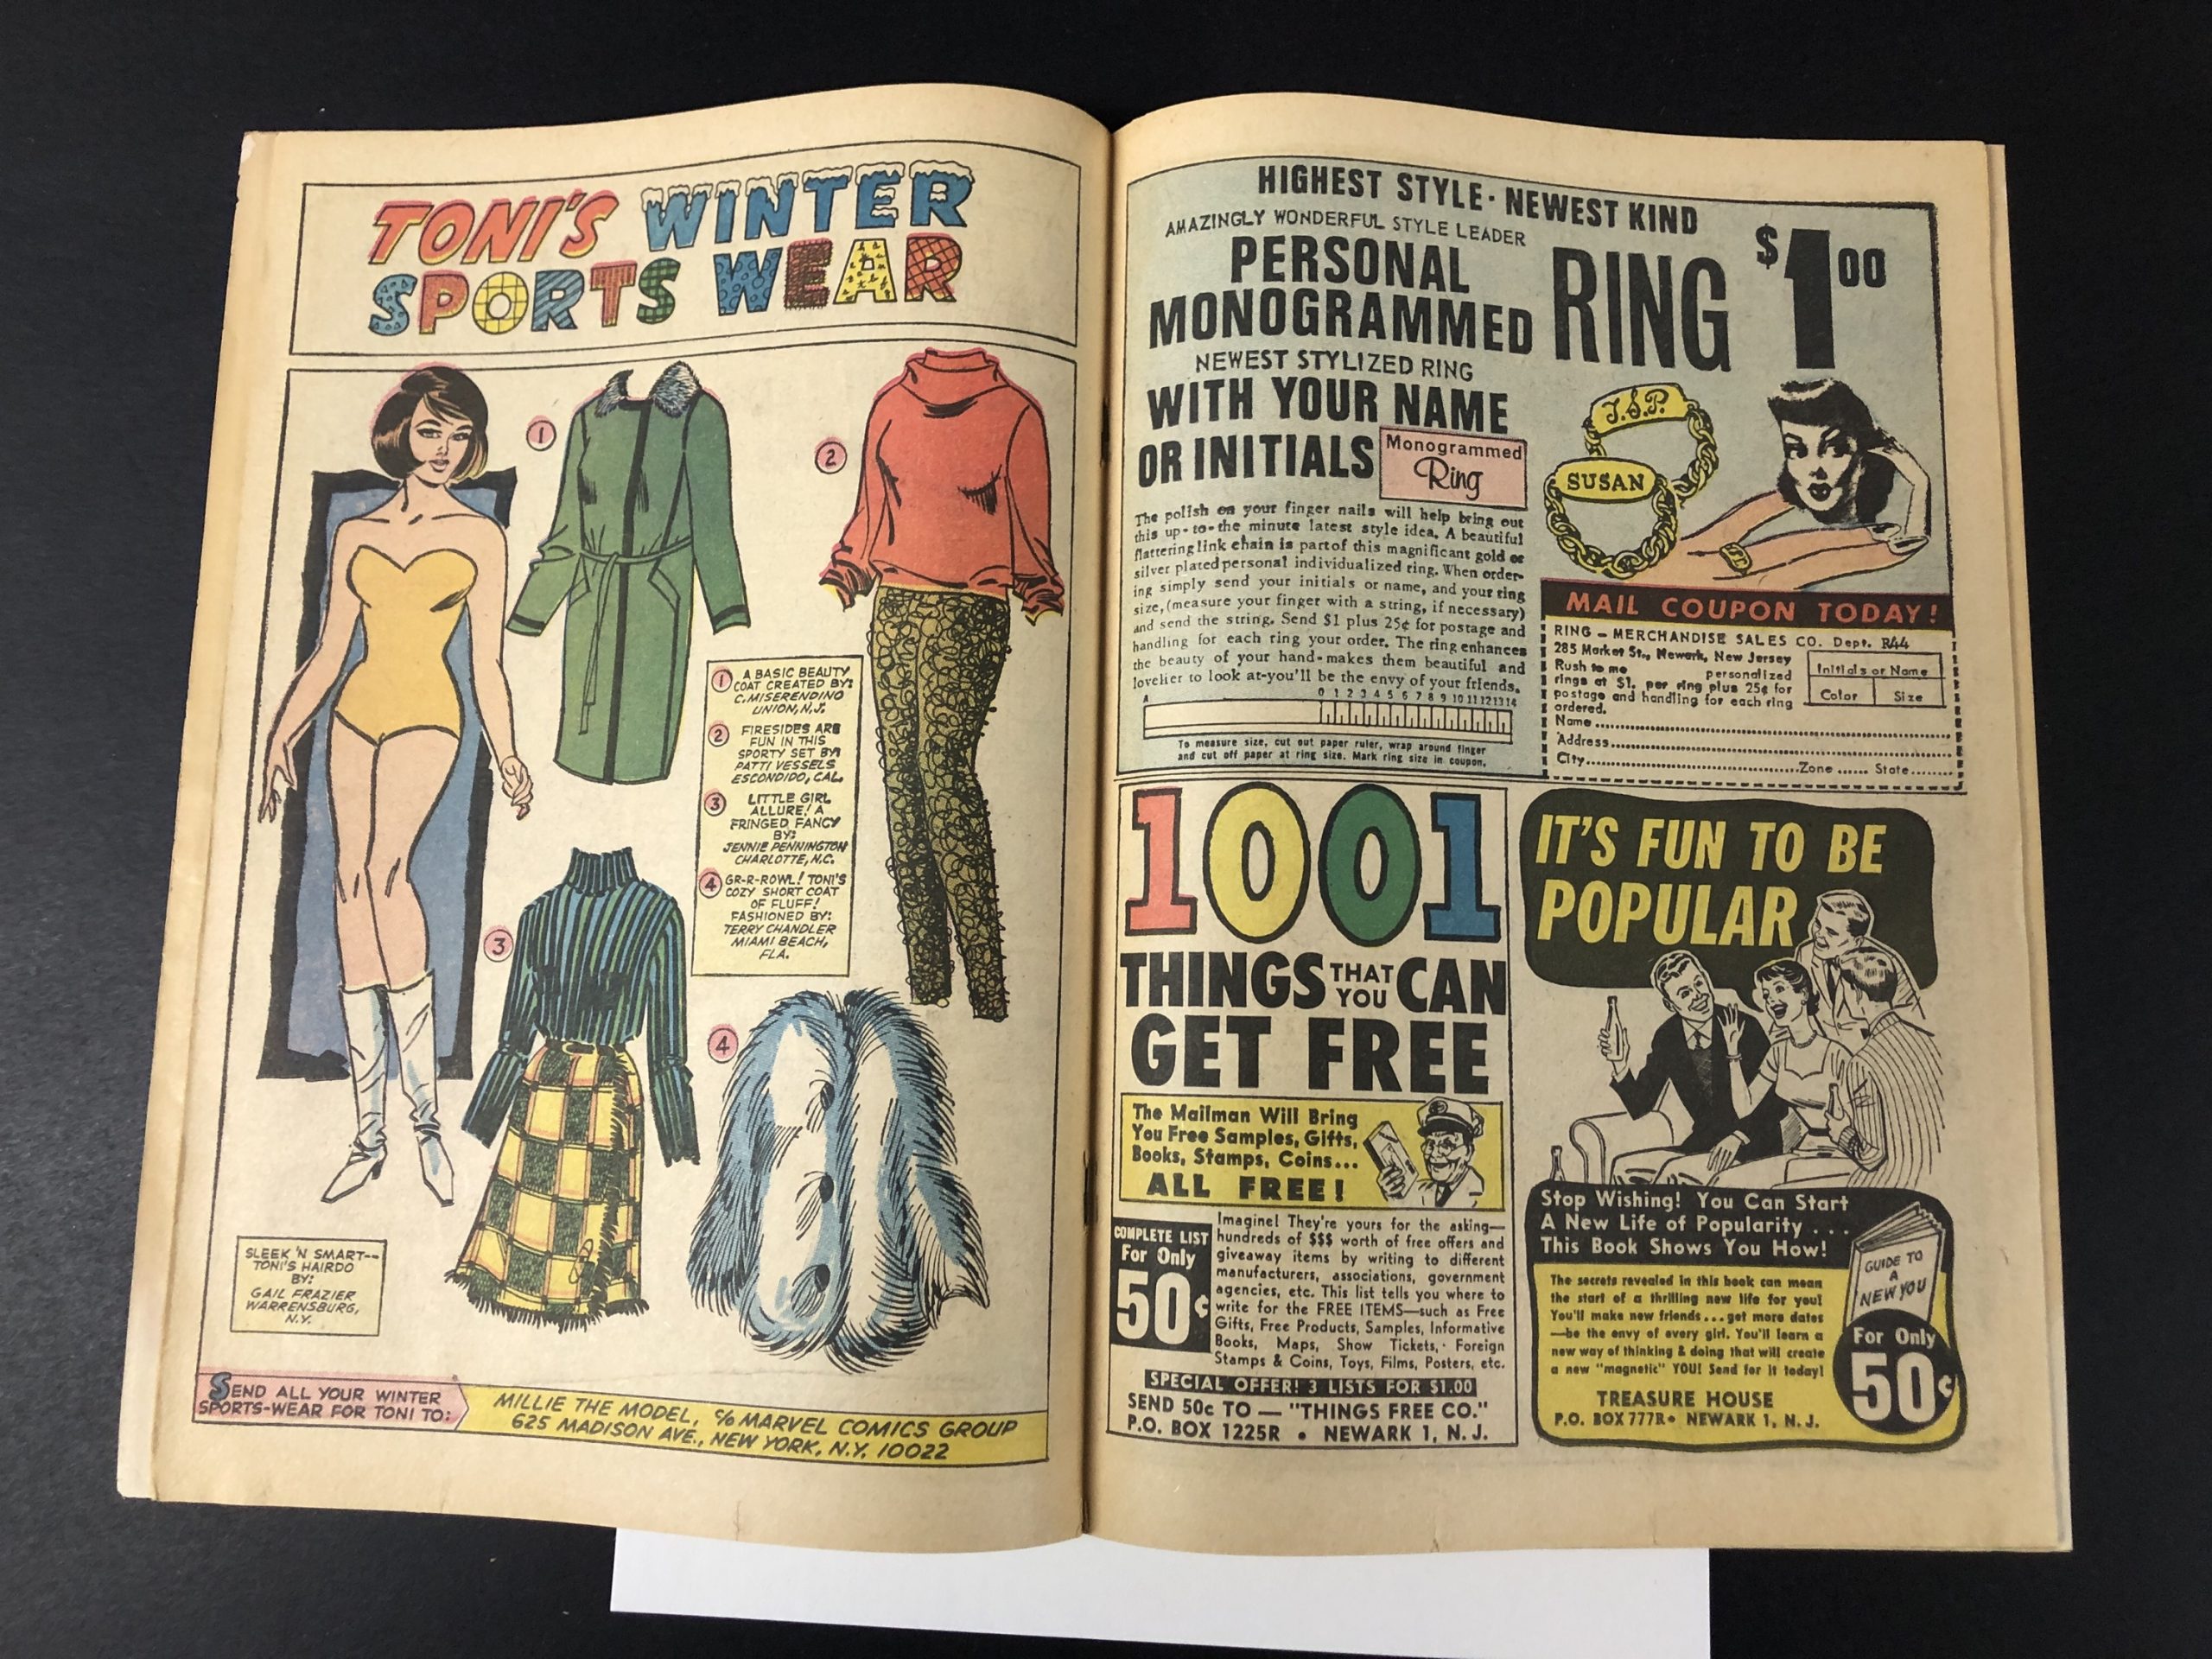 TONI'S WINTER
SPORTS WEAR
1
2
3
4
1 A BASIC BEAUTY
COAT CREATED BY:
C. MISERENDINO
UNION, N.J.
2 FIRESIDES ARE
FUN IN THIS
SPORTY SET BY:
PATTI VESSELS
ESCONDIDO, CAL.
3 LITTLE GIRL
ALLURE! A
FRINGED FANCY
BY:
JENNIE PENNINGTON
CHARLOTTE, N.C.
4 GR-R-ROWL! TONI'S
COZY SHORT COAT
OF FLUFF!
FASHIONED BY:
TERRY CHANDLER
MIAMI BEACH,
FLA.
SLEEK 'N SMART--
TONI'S HAIRDO
BY:
GAIL FRAZIER
WARRENSBURG,
N.Y.
SEND ALL YOUR WINTER
SPORTS-WEAR FOR TONI TO:
MILLIE THE MODEL, c/o MARVEL COMICS GROUP
625 MADISON AVE., NEW YORK, N.Y. 10022
HIGHEST STYLE · NEWEST KIND
AMAZINGLY WONDERFUL STYLE LEADER
PERSONAL
MONOGRAMMED
RING $1 00
NEWEST STYLIZED RING
WITH YOUR NAME
OR INITIALS
Monogrammed
Ring
J.S.P.
SUSAN
The polish on your finger nails will help bring out
this up-to-the minute latest style idea. A beautiful
flattering link chain is part of this magnificant gold or
silver plated personal individualized ring. When order-
ing simply send your initials or name, and your ring
size, (measure your finger with a string, if necessary)
and send the string. Send $1 plus 25¢ for postage and
handling for each ring your order. The ring enhances
the beauty of your hand-makes them beautiful and
lovelier to look at-you'll be the envy of your friends.
A 0 1 2 3 4 5 6 7 8 9 10 11 12 13 14
To measure size, cut out paper ruler, wrap around finger
and cut off paper at ring size. Mark ring size in coupon.
MAIL COUPON TODAY!
RING - MERCHANDISE SALES CO. Dept. R44
285 Market St., Newark, New Jersey
Rush to me personalized
rings at $1. per ring plus 25¢ for
postage and handling for each ring
ordered.
Initials or Name
Color Size
Name
Address
City Zone State
1001
THINGS THAT YOU CAN
GET FREE
The Mailman Will Bring
You Free Samples, Gifts,
Books, Stamps, Coins...
ALL FREE!
COMPLETE LIST
For Only
50¢
Imagine! They're yours for the asking—
hundreds of $$$ worth of free offers and
giveaway items by writing to different
manufacturers, associations, government
agencies, etc. This list tells you where to
write for the FREE ITEMS—such as Free
Gifts, Free Products, Samples, Informative
Books, Maps, Show Tickets, Foreign
Stamps & Coins, Toys, Films, Posters, etc.
SPECIAL OFFER! 3 LISTS FOR $1.00
SEND 50c TO — "THINGS FREE CO."
P.O. BOX 1225R • NEWARK 1, N. J.
IT'S FUN TO BE
POPULAR
Stop Wishing! You Can Start
A New Life of Popularity . . .
This Book Shows You How!
GUIDE TO
A
NEW YOU
The secrets revealed in this book can mean
the start of a thrilling new life for you!
You'll make new friends...get more dates
—be the envy of every girl. You'll learn a
new way of thinking & doing that will create
a new "magnetic" YOU! Send for it today!
For Only
50¢
TREASURE HOUSE
P.O. BOX 777R • NEWARK 1, N. J.